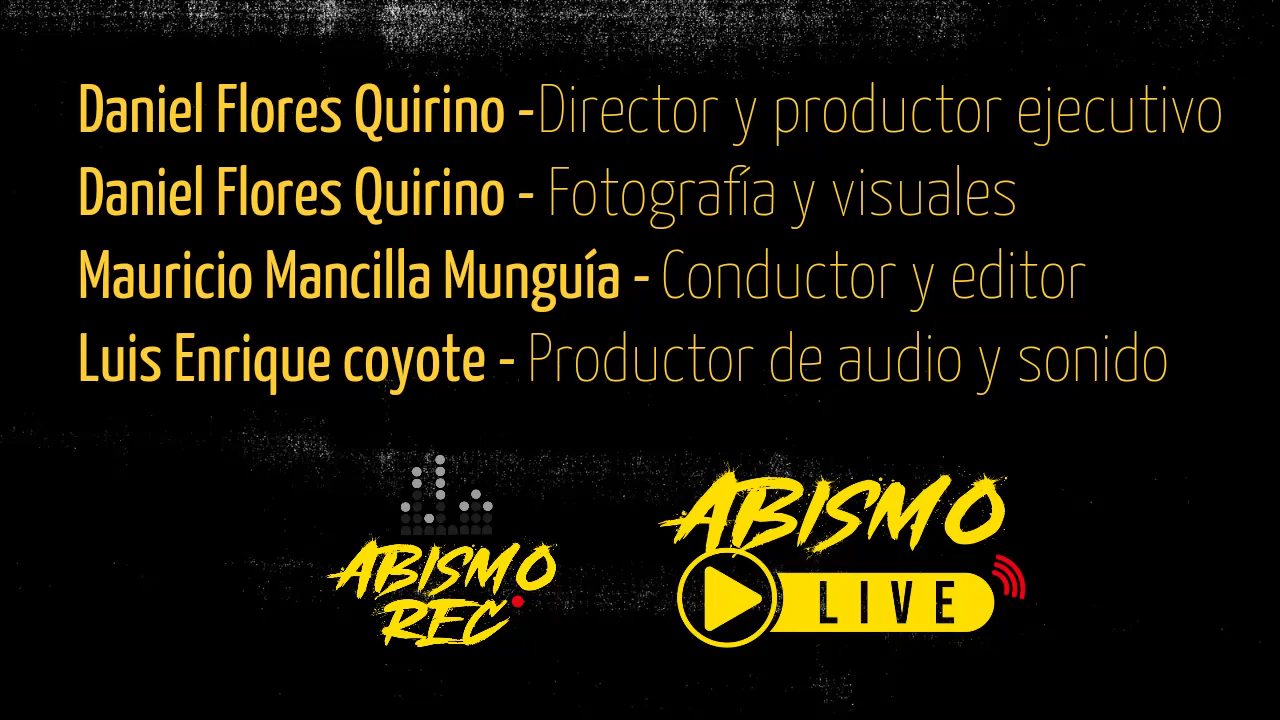 Daniel Flores Quirino -Director y productor ejecutivo
Daniel Flores Quirino - Fotografía y visuales
Mauricio Mancilla Munguía - Conductor y editor
Luis Enrique coyote - Productor de audio y sonido
ABISMO
REC
ABISMO
LIVE